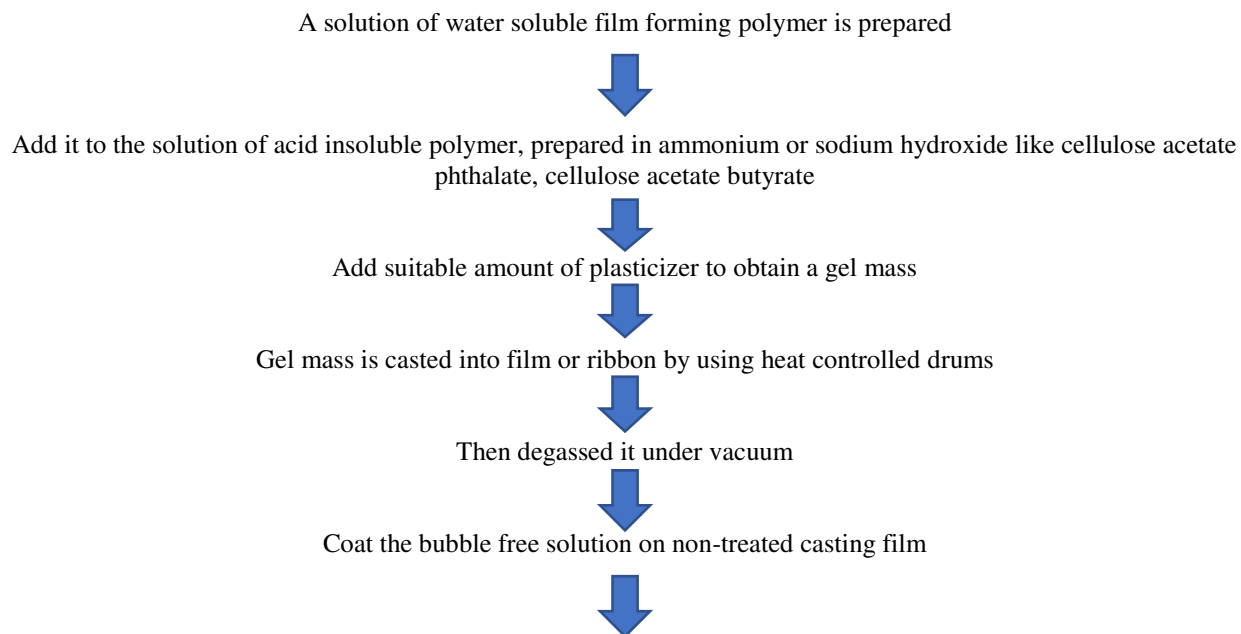 A solution of water soluble film forming polymer is prepared
Add it to the solution of acid insoluble polymer, prepared in ammonium or sodium hydroxide like cellulose acetate
phthalate, cellulose acetate butyrate
Add suitable amount of plasticizer to obtain a gel mass
Gel mass is casted into film or ribbon by using heat controlled drums
Then degassed it under vacuum
Coat the bubble free solution on non-treated casting film